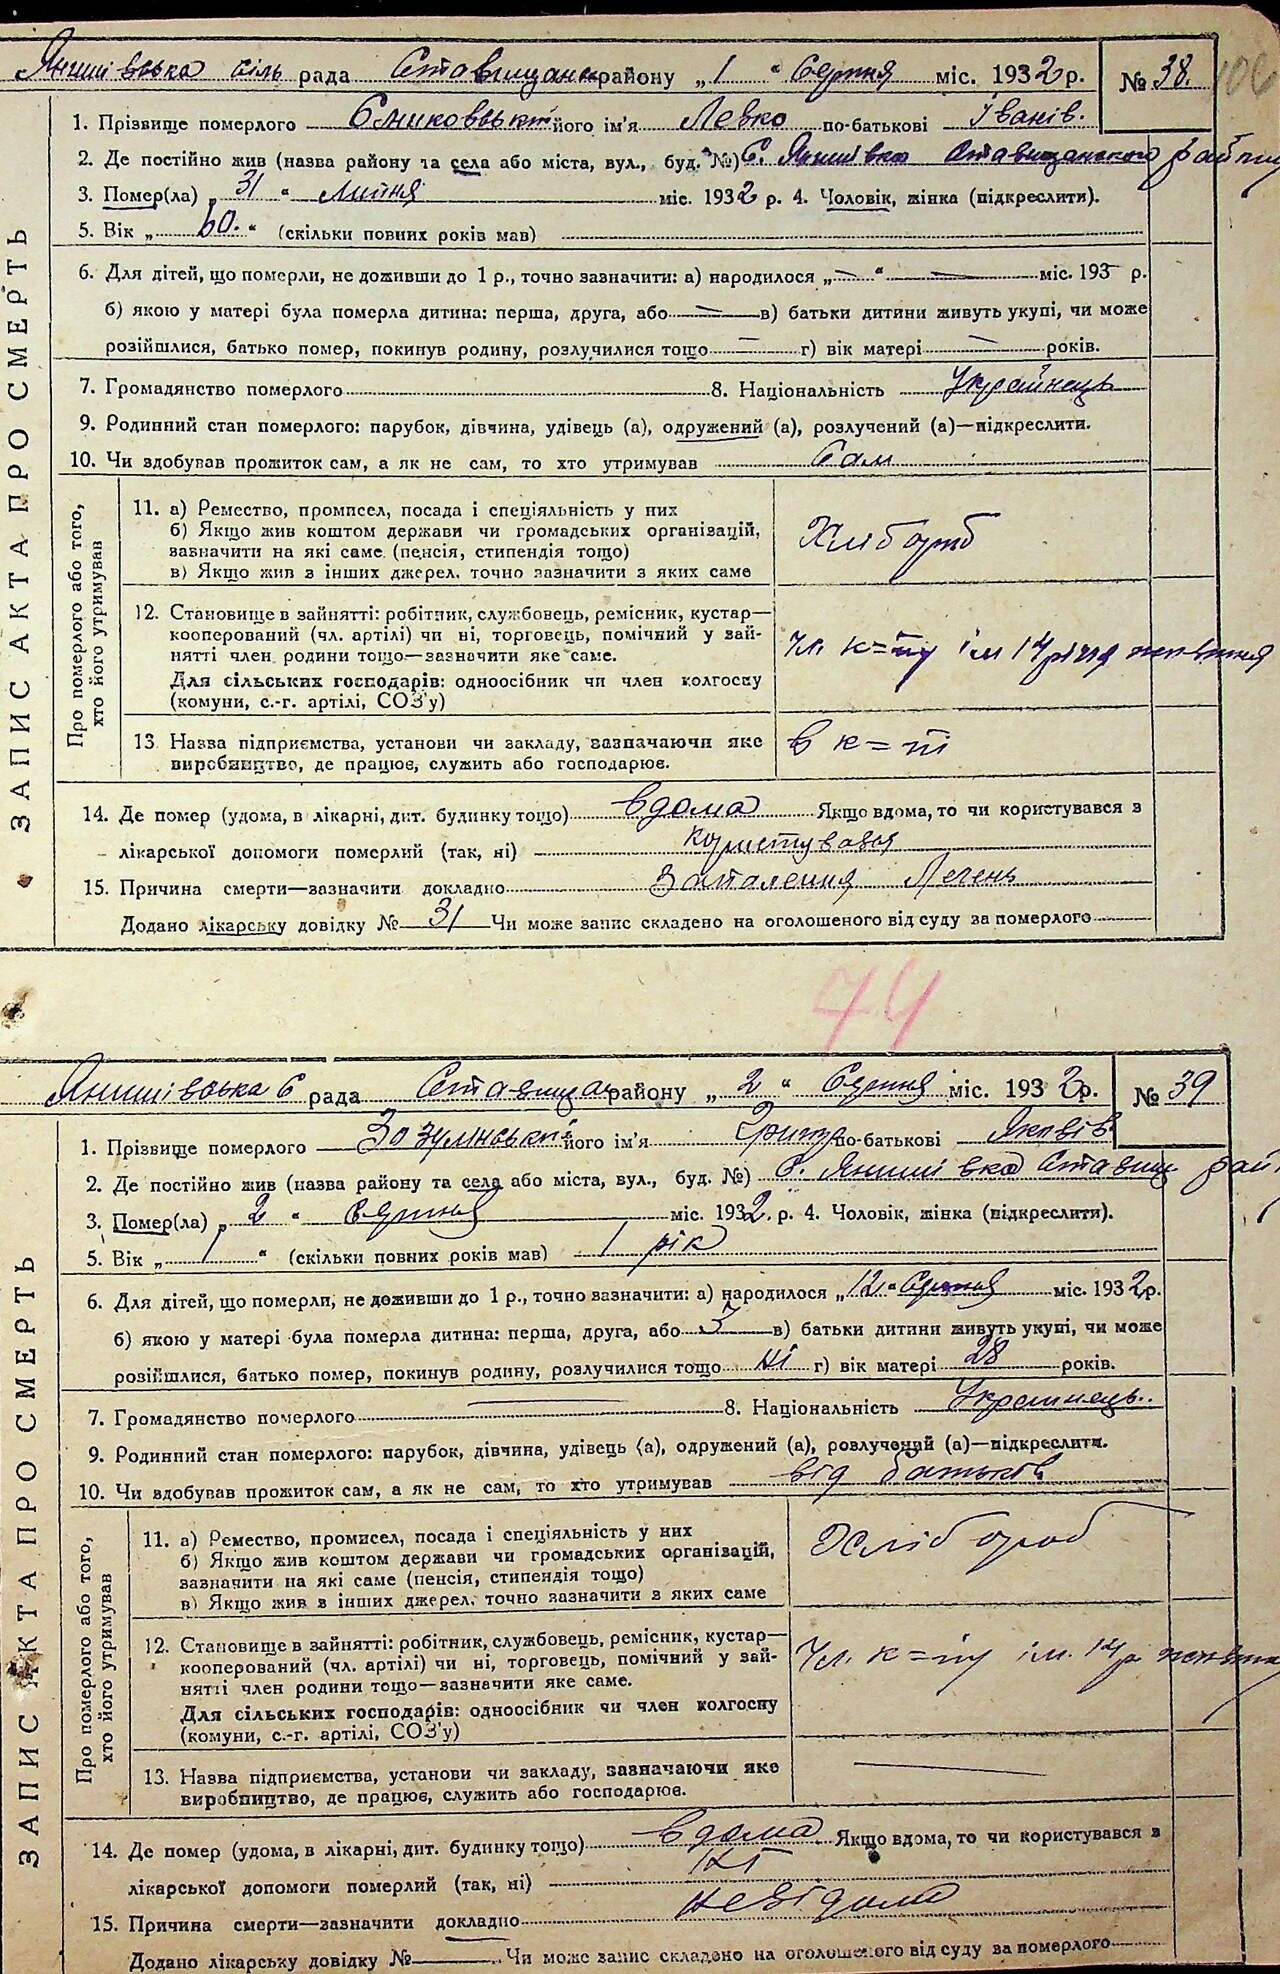 Янишівська сіль рада Ставищанск району „1" Серпня міс. 1932 р. № 38.
1. Прізвище померлого його ім'я Левко по-батькові Іванів.
2. Де постійно жив (назва району та села або міста, вул., буд. №) С. Янишівка Ставищанського району
3. Помер(ла) „31" липня міс. 1932 р. 4. Чоловік, жінка (підкреслити).
5. Вік „60." (скільки повних років мав)
6. Для дітей, що померли, не доживши до 1 р., точно зазначити: а) народилося „—" — міс. 193 р.
б) якою у матері була померла дитина: перша, друга, або — в) батьки дитини живуть укупі, чи може
розійшлися, батько помер, покинув родину, розлучилися тощо — г) вік матері — років.
7. Громадянство померлого 8. Національність Українець
9. Родинний стан померлого: парубок, дівчина, удівець (а), одружений (а), розлучений (а)—підкреслити.
10. Чи здобував прожиток сам, а як не сам, то хто утримував Сам
ЗАПИС АКТА ПРО СМЕРТЬ
Про померлого або того,
хто його утримував
11. а) Ремество, промисел, посада і спеціяльність у них
б) Якщо жив коштом держави чи громадських організацій,
зазначити на які саме (пенсія, стипендія тощо)
в) Якщо жив з інших джерел, точно зазначити з яких саме
Хлібороб
12. Становище в зайнятті: робітник, службовець, ремісник, кустар—
кооперований (чл. артілі) чи ні, торговець, помічний у зай-
нятті член родини тощо—зазначити яке саме.
Для сільських господарів: одноосібник чи член колгоспу
(комуни, с.-г. артілі, СОЗ'у)
Чл. к=пу ім 14 річчя жовтня
13. Назва підприємства, установи чи закладу, зазначаючи яке
виробництво, де працює, служить або господарює.
в к=пі
14. Де помер (удома, в лікарні, дит. будинку тощо) вдома Якщо вдома, то чи користувався з
лікарської допомоги померлий (так, ні) користувався
15. Причина смерти—зазначити докладно Запалення Легень
Додано лікарську довідку № 31 Чи може запис складено на оголошеного від суду за померлого
74
Янишівська С рада Ставищан району „2" Серпня міс. 1932 р. № 39
1. Прізвище померлого Зозулінський його ім'я Григор по-батькові Яковів
2. Де постійно жив (назва району та села або міста, вул., буд. №) С. Янишівка Ставищ рай
3. Помер(ла) „2" Серпня міс. 1932 р. 4. Чоловік, жінка (підкреслити).
5. Вік „1" (скільки повних років мав) 1 рік
6. Для дітей, що померли, не доживши до 1 р., точно зазначити: а) народилося „12" Серпня міс. 1932 р.
б) якою у матері була померла дитина: перша, друга, або 3 в) батьки дитини живуть укупі, чи може
розійшлися, батько помер, покинув родину, розлучилися тощо ні г) вік матері 28 років.
7. Громадянство померлого — 8. Національність Украинець.
9. Родинний стан померлого: парубок, дівчина, удівець (а), одружений (а), розлучений (а)—підкреслити.
10. Чи здобував прожиток сам, а як не сам, то хто утримував від батьків
ЗАПИС АКТА ПРО СМЕРТЬ
Про померлого або того,
хто його утримував
11. а) Ремество, промисел, посада і спеціяльність у них
б) Якщо жив коштом держави чи громадських організацій,
зазначити на які саме (пенсія, стипендія тощо)
в) Якщо жив з інших джерел, точно зазначити з яких саме
Хлібороб
12. Становище в зайнятті: робітник, службовець, ремісник, кустар—
кооперований (чл. артілі) чи ні, торговець, помічний у зай-
нятті член родини тощо—зазначити яке саме.
Для сільських господарів: одноосібник чи член колгоспу
(комуни, с.-г. артілі, СОЗ'у)
Чл. к=пу ім. 14 р жовтня
13. Назва підприємства, установи чи закладу, зазначаючи яке
виробництво, де працює, служить або господарює.
—
14. Де помер (удома, в лікарні, дит. будинку тощо) вдома Якщо вдома, то чи користувався з
лікарської допомоги померлий (так, ні) ні
15. Причина смерти—зазначити докладно невідома
Додано лікарську довідку № Чи може запис складено на оголошеного від суду за померлого